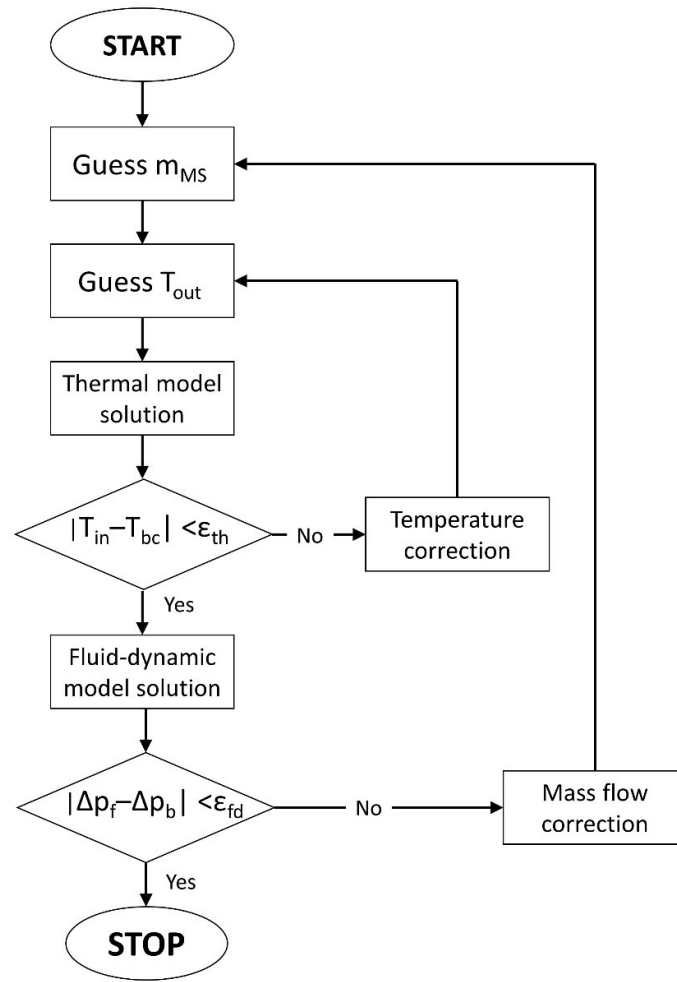 START
Guess m_MS
Guess T_out
Thermal model
solution
|T_in–T_bc| <ε_th
No
Temperature
correction
Yes
Fluid-dynamic
model solution
|Δp_f–Δp_b| <ε_fd
No
Mass flow
correction
Yes
STOP